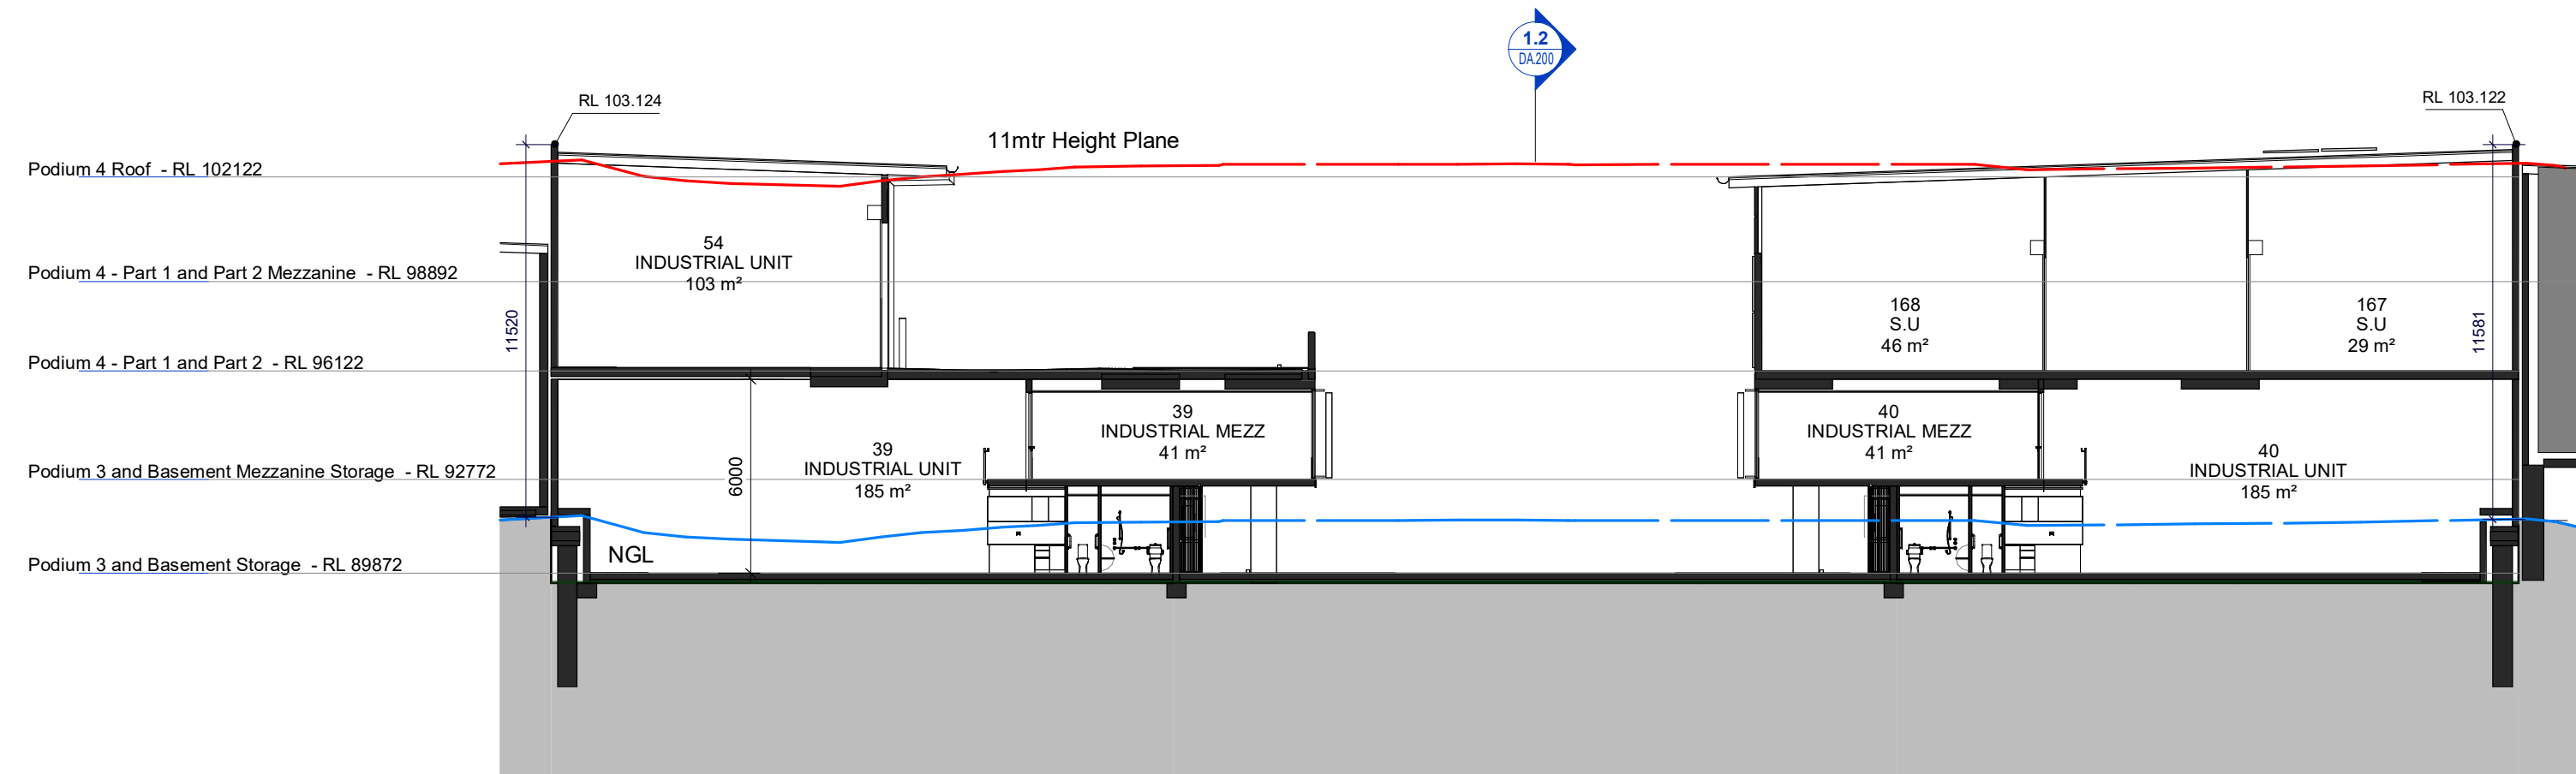 1.2
DA.200
RL 103.124
RL 103.122
11mtr Height Plane
Podium 4 Roof - RL 102122
54
INDUSTRIAL UNIT
103 m²
Podium 4 - Part 1 and Part 2 Mezzanine - RL 98892
168
S.U
46 m²
167
S.U
29 m²
11520
11581
Podium 4 - Part 1 and Part 2 - RL 96122
39
INDUSTRIAL MEZZ
41 m²
40
INDUSTRIAL MEZZ
41 m²
39
INDUSTRIAL UNIT
185 m²
40
INDUSTRIAL UNIT
185 m²
Podium 3 and Basement Mezzanine Storage - RL 92772
6000
NGL
Podium 3 and Basement Storage - RL 89872